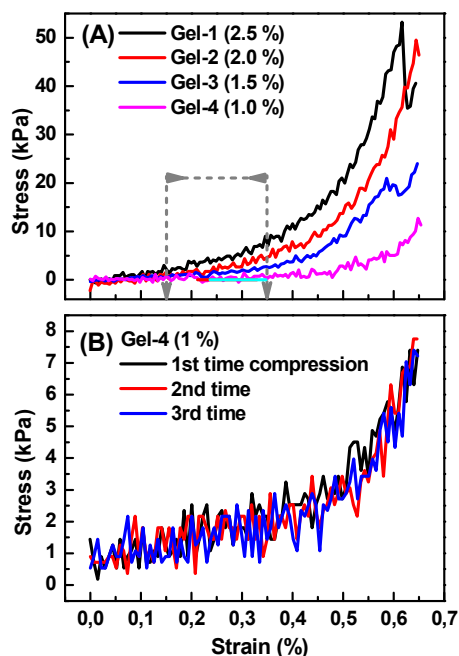 (A)
Gel-1 (2.5 %)
Gel-2 (2.0 %)
Gel-3 (1.5 %)
Gel-4 (1.0 %)
50
40
30
20
10
0
Stress (kPa)
(B)
Gel-4 (1 %)
1st time compression
2nd time
3rd time
8
7
6
5
4
3
2
1
0
Stress (kPa)
0,0 0,1 0,2 0,3 0,4 0,5 0,6 0,7
Strain (%)